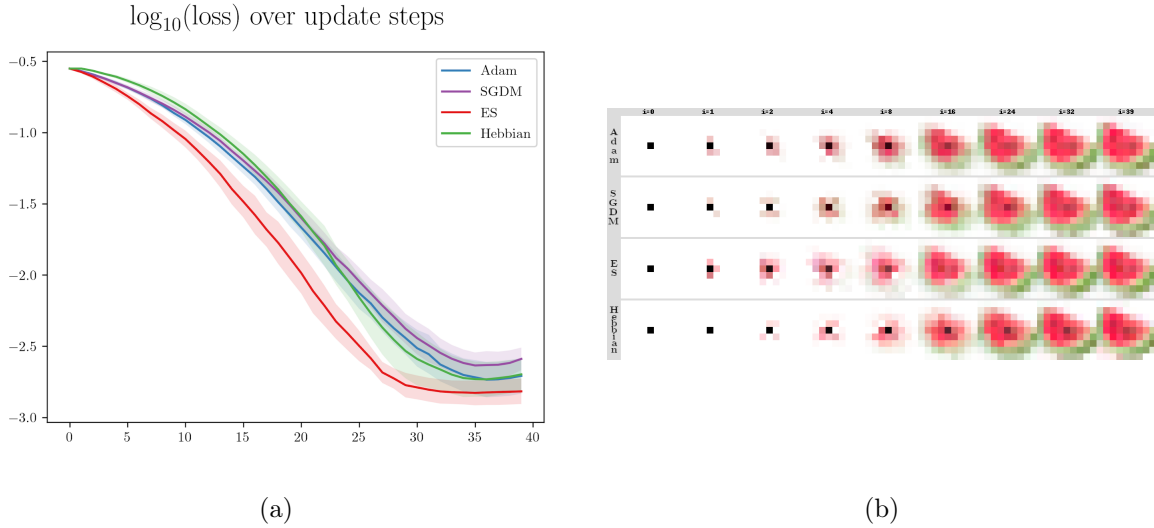 log₁₀(loss) over update steps
−0.5
−1.0
−1.5
−2.0
−2.5
−3.0
0 5 10 15 20 25 30 35 40
Adam
SGDM
ES
Hebbian
(a)
i=0 i=1 i=2 i=4 i=8 i=16 i=24 i=32 i=39
Adam
SGDM
ES
Hebbian
(b)